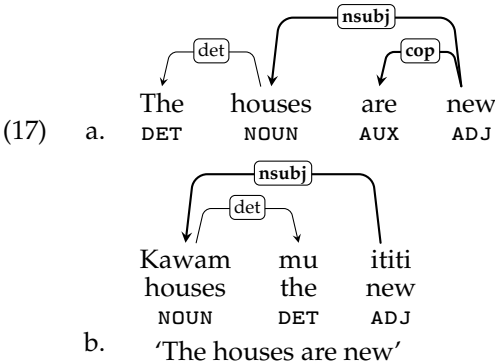 nsubj
det
cop
The houses are new
(17) a. DET NOUN AUX ADJ
nsubj
det
Kawam mu ititi
houses the new
NOUN DET ADJ
b. 'The houses are new'